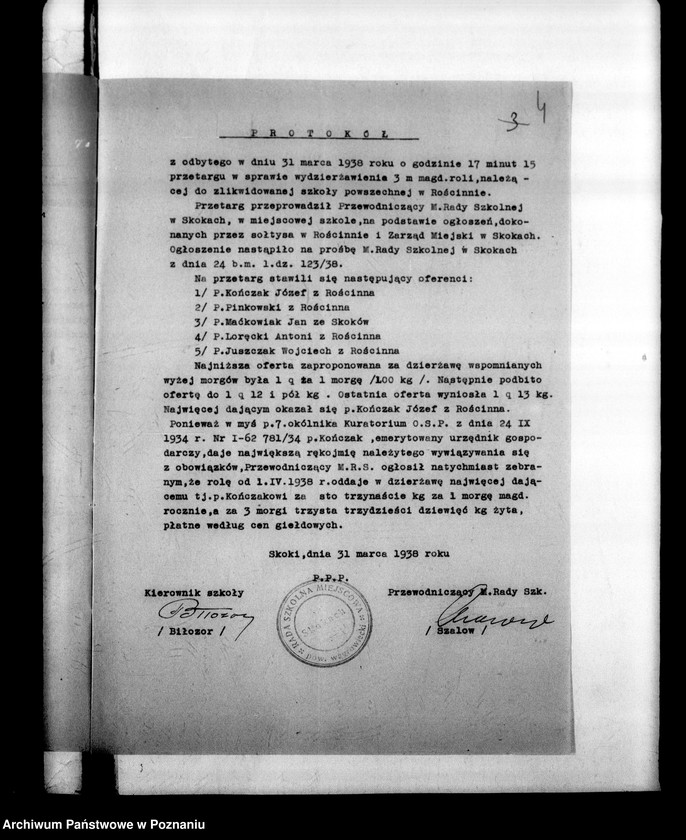 4
3
P R O T O K Ó Ł
z odbytego w dniu 31 marca 1938 roku o godzinie 17 minut 15
przetargu w sprawie wydzierżawienia 3 m magd.roli,należą -
cej do zlikwidowanej szkoły powszechnej w Rościnnie.
Przetarg przeprowadził Przewodniczący M.Rady Szkolnej
w Skokach, w miejscowej szkole,na podstawie ogłoszeń,doko-
nanych przez sołtysa w Rościnnie i Zarząd Miejski w Skokach.
Ogłoszenie nastąpiło na prośbę M.Rady Szkolnej w Skokach
z dnia 24 b.m. l.dz. 123/38.
Na przetarg stawili się następujący oferenci:
1/ P.Kończak Józef z Rościnna
2/ P.Pinkowski z Rościnna
3/ P.Maćkowiak Jan ze Skoków
4/ P.Loręcki Antoni z Rościnna
5/ P.Juszczak Wojciech z Rościnna
Najniższa oferta zaproponowana za dzierżawę wspomnianych
wyżej morgów była 1 q za 1 morgę /100 kg /. Następnie podbito
ofertę do 1 q 12 i pół kg . Ostatnia oferta wyniosła 1 q 13 kg.
Najwięcej dającym okazał się p.Kończak Józef z Rościnna.
Ponieważ w myś p.7.okólnika Kuratorium O.S.P. z dnia 24 IX
1934 r. Nr I-62 781/34 p.Kończak ,emerytowany urzędnik gospo-
darczy,daje największą rękojmię należytego wywiązywania się
z obowiązków,Przewodniczący M.R.S. ogłosił natychmiast zebra-
nym,że rolę od 1.IV.1938 r.oddaje w dzierżawę najwięcej dają-
cemu tj.p.Kończakowi za sto trzynaście kg za 1 morgę magd.
rocznie,a za 3 morgi trzysta trzydzieści dziewięć kg żyta,
płatne według cen giełdowych.
Skoki,dnia 31 marca 1938 roku
P.P.P.
Kierownik szkoły Przewodniczący M.Rady Szk.
RADA SZKOLNA MIEJSCOWA
Skokach
Biłozor
/ Biłozor / / Szalow /
Archiwum Państwowe w Poznaniu